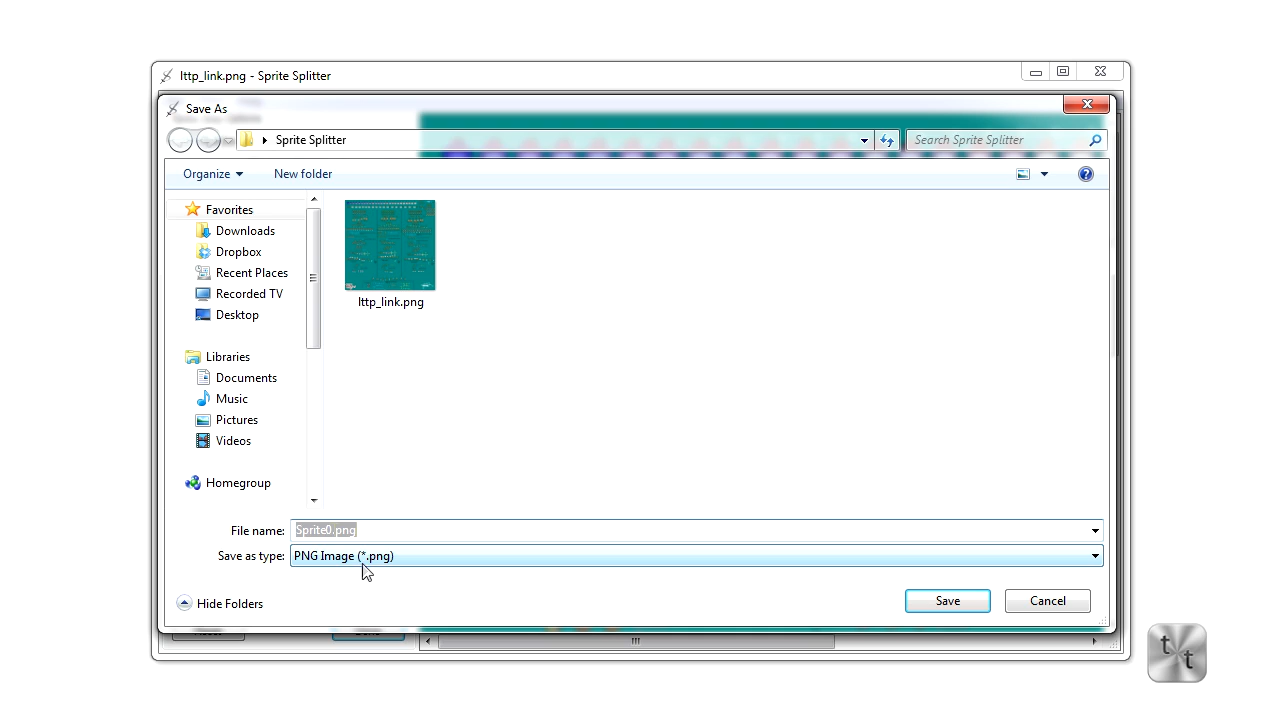 lttp_link.png - Sprite Splitter
Save As
Sprite Splitter
Search Sprite Splitter
Organize
New folder
Favorites
Downloads
Dropbox
Recent Places
Recorded TV
Desktop
Libraries
Documents
Music
Pictures
Videos
Homegroup
lttp_link.png
File name: Sprite0.png
Save as type: PNG Image (*.png)
Hide Folders
Save
Cancel
t
t